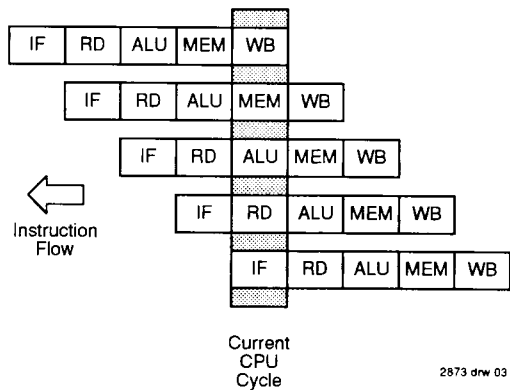 IF RD ALU MEM WB
IF RD ALU MEM WB
IF RD ALU MEM WB
IF RD ALU MEM WB
IF RD ALU MEM WB
Instruction
Flow
Current
CPU
Cycle
2873 drw 03